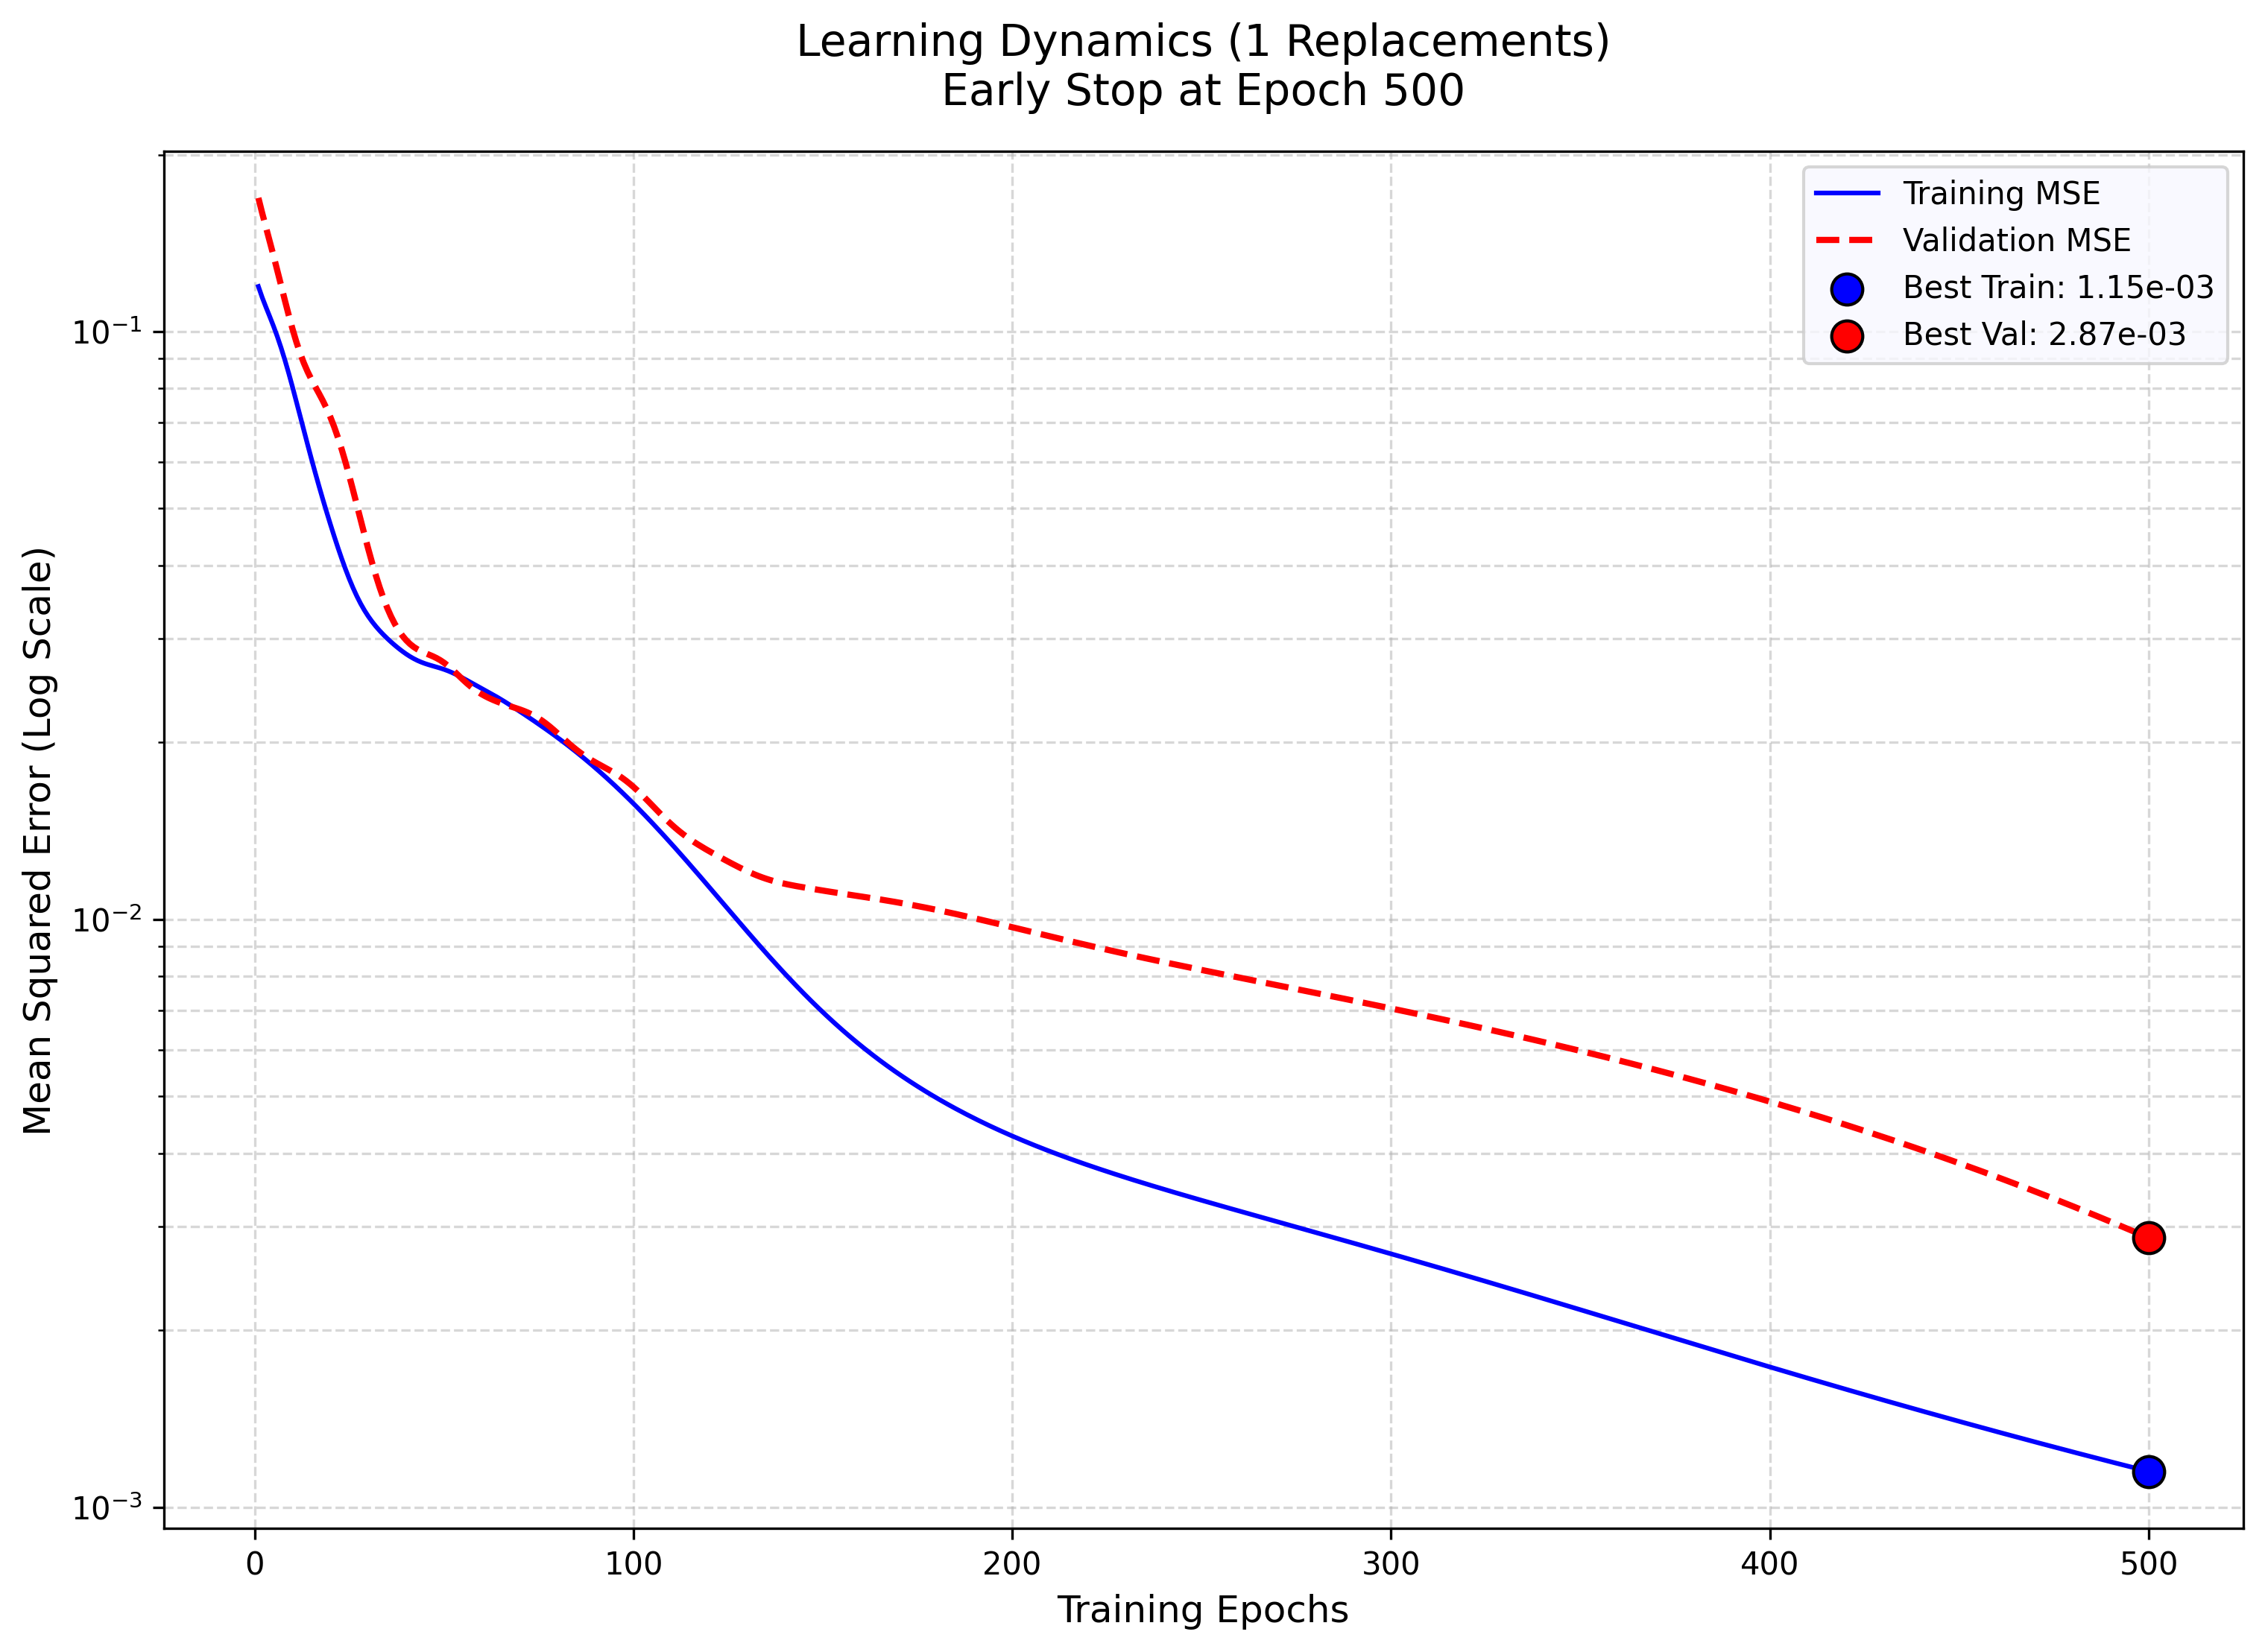 Learning Dynamics (1 Replacements)
Early Stop at Epoch 500
Training MSE
Validation MSE
Best Train: 1.15e-03
Best Val: 2.87e-03
Mean Squared Error (Log Scale)
10⁻¹
10⁻²
10⁻³
0 100 200 300 400 500
Training Epochs